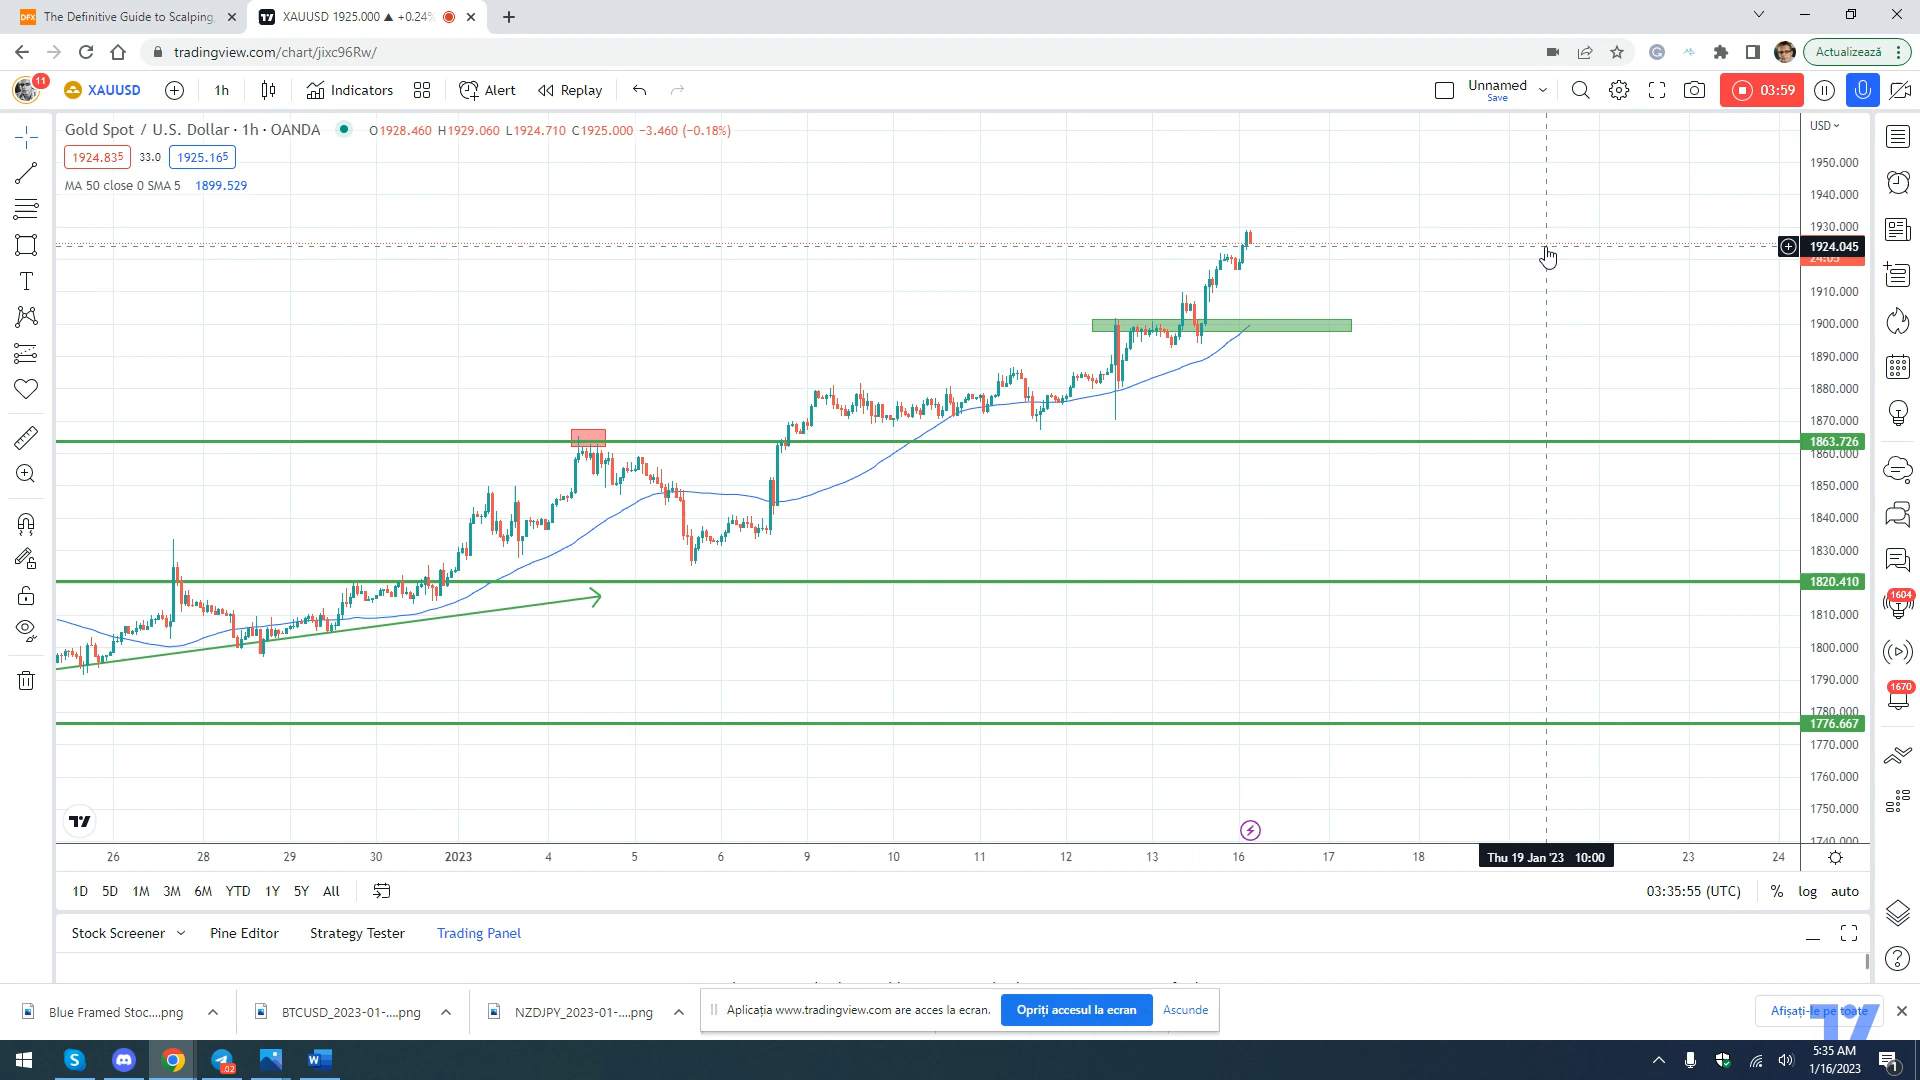 The Definitive Guide to Scalping,
XAUUSD 1925.000 ▲ +0.24%
tradingview.com/chart/jixc96Rw/
Actualizează
11
XAUUSD
1h
Indicators
Alert
Replay
Unnamed
Save
03:59
Gold Spot / U.S. Dollar · 1h · OANDA
O1928.460 H1929.060 L1924.710 C1925.000 −3.460 (−0.18%)
USD
1924.835
33.0
1925.165
MA 50 close 0 SMA 5 1899.529
1950.000
1940.000
1930.000
1924.045
1910.000
1900.000
1890.000
1880.000
1870.000
1863.726
1860.000
1850.000
1840.000
1830.000
1820.410
1810.000
1800.000
1790.000
1780.000
1776.667
1770.000
1760.000
1750.000
1740.000
1604
1670
26 28 29 30 2023 4 5 6 9 10 11 12 13 16 17 18 Thu 19 Jan '23 10:00 23 24
1D 5D 1M 3M 6M YTD 1Y 5Y All
03:35:55 (UTC) % log auto
Stock Screener Pine Editor Strategy Tester Trading Panel
Blue Framed Stoc....png
BTCUSD_2023-01-....png
NZDJPY_2023-01-....png
Aplicația www.tradingview.com are acces la ecran.
Opriți accesul la ecran
Ascunde
Afișați-le pe toate
5:35 AM
1/16/2023